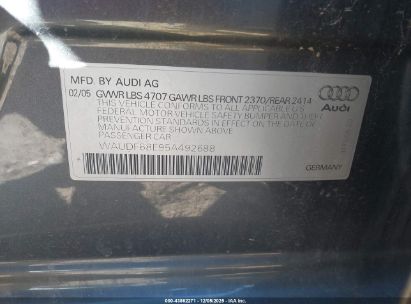 MFD. BY AUDI AG
02/05 GVWR LBS 4707 GAWR LBS FRONT 2370/REAR 2414
THIS VEHICLE CONFORMS TO ALL APPLICABLE U.S.
FEDERAL MOTOR VEHICLE SAFETY BUMPER AND THEFT
PREVENTION STANDARDS IN EFFECT ON THE DATE OF
MANUFACTURE SHOWN ABOVE.
PASSENGER CAR
Audi
WAUDF68E954492688
GERMANY